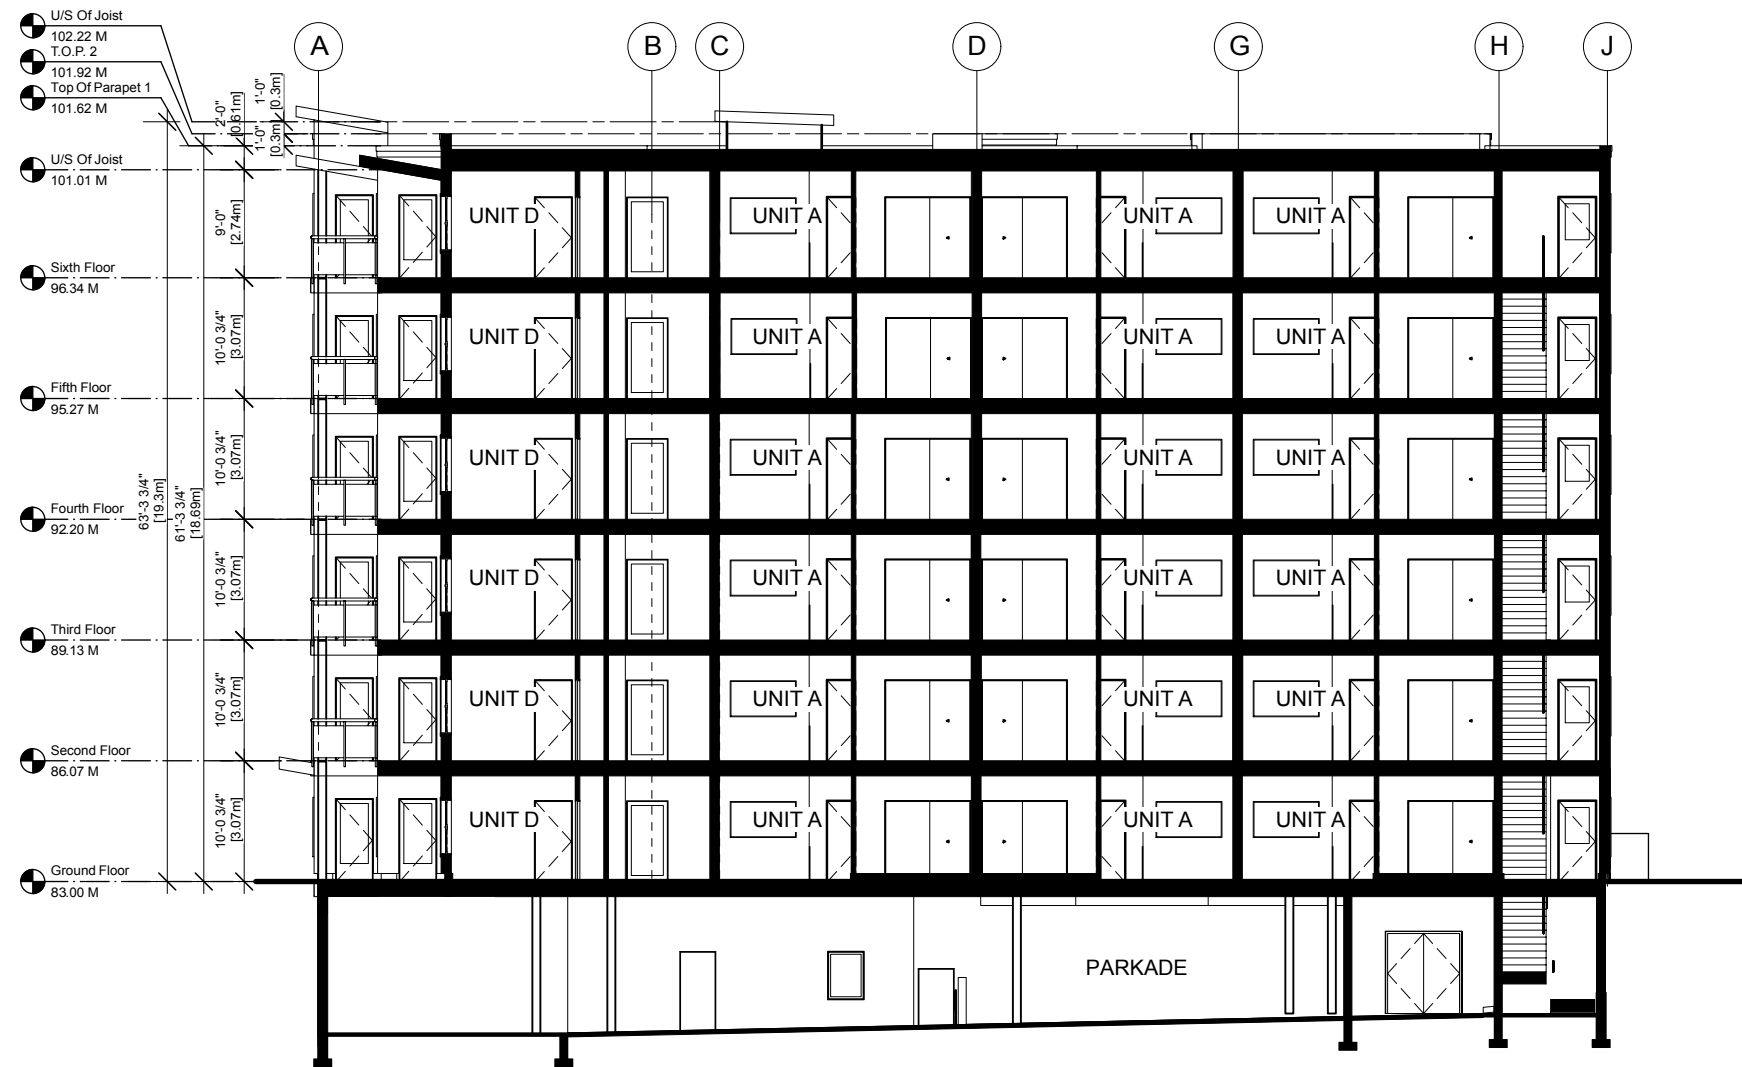 U/S Of Joist
102.22 M
T.O.P. 2
101.92 M
Top Of Parapet 1
101.62 M
U/S Of Joist
101.01 M
Sixth Floor
96.34 M
Fifth Floor
95.27 M
Fourth Floor
92.20 M
Third Floor
89.13 M
Second Floor
86.07 M
Ground Floor
83.00 M
1'-0"
[0.3m]
2'-0"
[0.61m]
1'-0"
[0.3m]
9'-0"
[2.74m]
10'-0 3/4"
[3.07m]
10'-0 3/4"
[3.07m]
10'-0 3/4"
[3.07m]
10'-0 3/4"
[3.07m]
10'-0 3/4"
[3.07m]
63'-3 3/4"
[19.3m]
61'-3 3/4"
[18.69m]
A B C D G H J
UNIT D UNIT A UNIT A UNIT A
UNIT D UNIT A UNIT A UNIT A
UNIT D UNIT A UNIT A UNIT A
UNIT D UNIT A UNIT A UNIT A
UNIT D UNIT A UNIT A UNIT A
UNIT D UNIT A UNIT A UNIT A
PARKADE